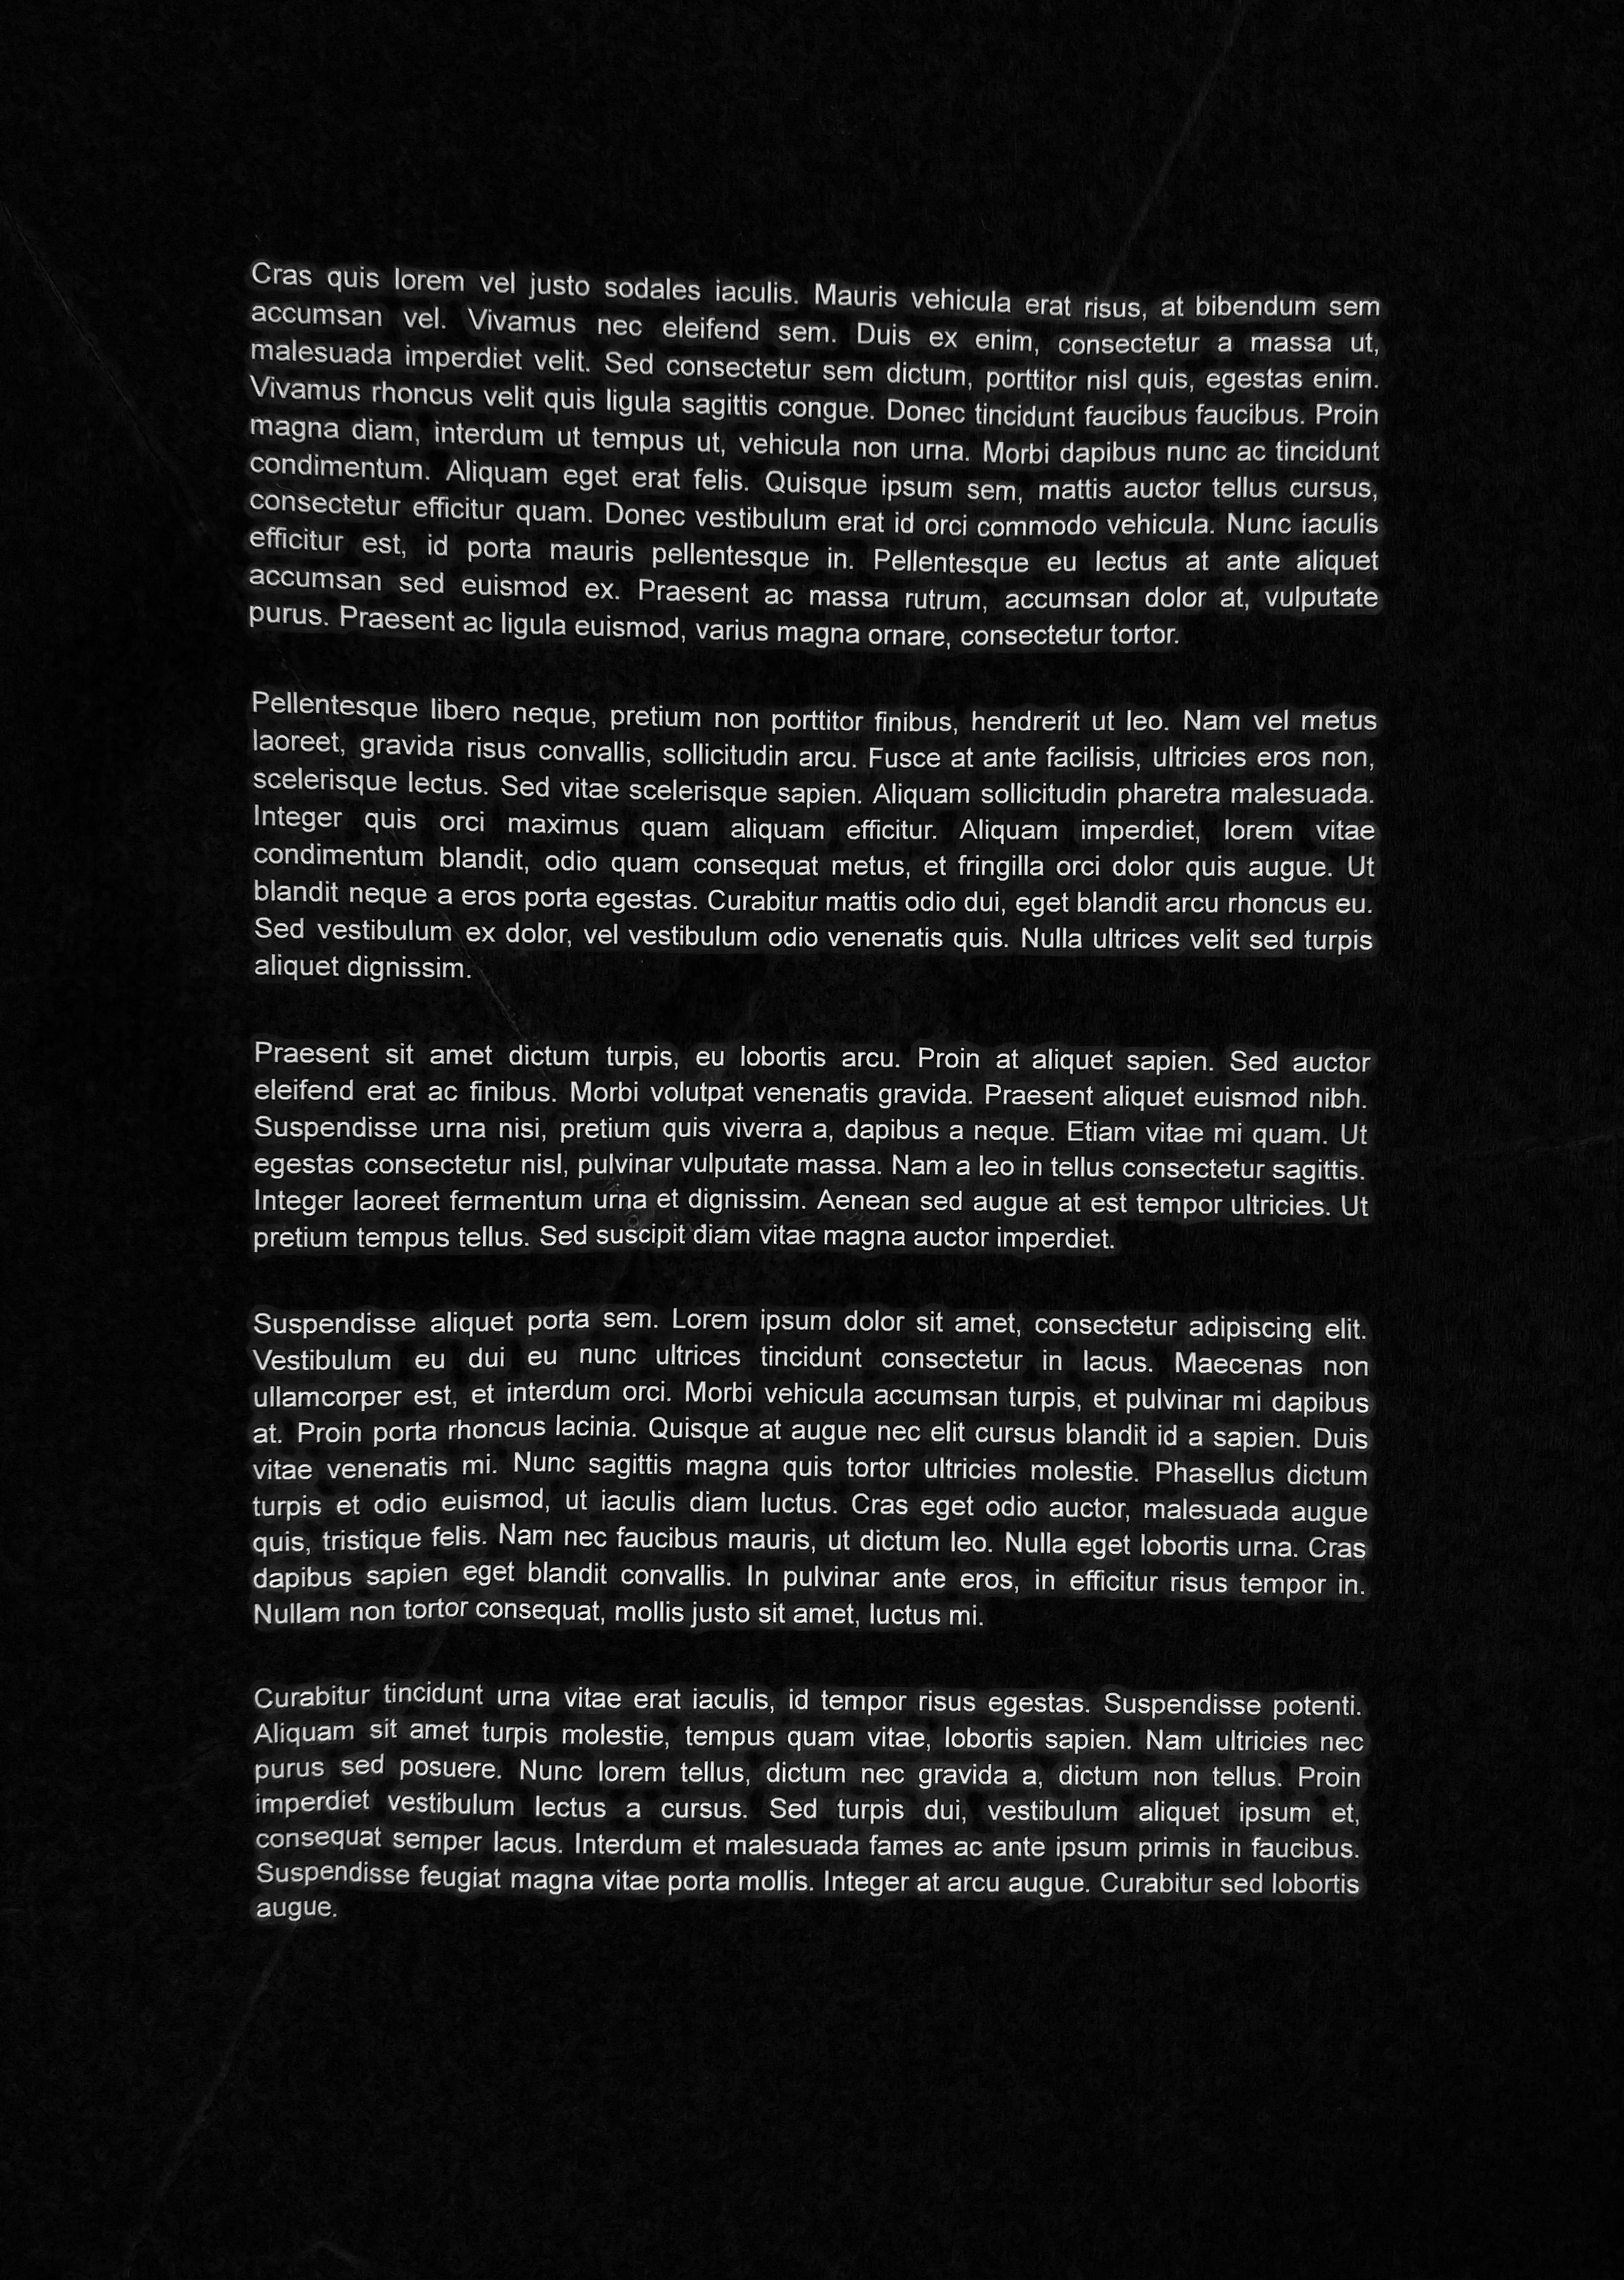 Cras quis lorem vel justo sodales iaculis. Mauris vehicula erat risus, at bibendum sem
accumsan vel. Vivamus nec eleifend sem. Duis ex enim, consectetur a massa ut,
malesuada imperdiet velit. Sed consectetur sem dictum, porttitor nisl quis, egestas enim.
Vivamus rhoncus velit quis ligula sagittis congue. Donec tincidunt faucibus faucibus. Proin
magna diam, interdum ut tempus ut, vehicula non urna. Morbi dapibus nunc ac tincidunt
condimentum. Aliquam eget erat felis. Quisque ipsum sem, mattis auctor tellus cursus,
consectetur efficitur quam. Donec vestibulum erat id orci commodo vehicula. Nunc iaculis
efficitur est, id porta mauris pellentesque in. Pellentesque eu lectus at ante aliquet
accumsan sed euismod ex. Praesent ac massa rutrum, accumsan dolor at, vulputate
purus. Praesent ac ligula euismod, varius magna ornare, consectetur tortor.
Pellentesque libero neque, pretium non porttitor finibus, hendrerit ut leo. Nam vel metus
laoreet, gravida risus convallis, sollicitudin arcu. Fusce at ante facilisis, ultricies eros non,
scelerisque lectus. Sed vitae scelerisque sapien. Aliquam sollicitudin pharetra malesuada.
Integer quis orci maximus quam aliquam efficitur. Aliquam imperdiet, lorem vitae
condimentum blandit, odio quam consequat metus, et fringilla orci dolor quis augue. Ut
blandit neque a eros porta egestas. Curabitur mattis odio dui, eget blandit arcu rhoncus eu.
Sed vestibulum ex dolor, vel vestibulum odio venenatis quis. Nulla ultrices velit sed turpis
aliquet dignissim.
Praesent sit amet dictum turpis, eu lobortis arcu. Proin at aliquet sapien. Sed auctor
eleifend erat ac finibus. Morbi volutpat venenatis gravida. Praesent aliquet euismod nibh.
Suspendisse urna nisi, pretium quis viverra a, dapibus a neque. Etiam vitae mi quam. Ut
egestas consectetur nisl, pulvinar vulputate massa. Nam a leo in tellus consectetur sagittis.
Integer laoreet fermentum urna et dignissim. Aenean sed augue at est tempor ultricies. Ut
pretium tempus tellus. Sed suscipit diam vitae magna auctor imperdiet.
Suspendisse aliquet porta sem. Lorem ipsum dolor sit amet, consectetur adipiscing elit.
Vestibulum eu dui eu nunc ultrices tincidunt consectetur in lacus. Maecenas non
ullamcorper est, et interdum orci. Morbi vehicula accumsan turpis, et pulvinar mi dapibus
at. Proin porta rhoncus lacinia. Quisque at augue nec elit cursus blandit id a sapien. Duis
vitae venenatis mi. Nunc sagittis magna quis tortor ultricies molestie. Phasellus dictum
turpis et odio euismod, ut iaculis diam luctus. Cras eget odio auctor, malesuada augue
quis, tristique felis. Nam nec faucibus mauris, ut dictum leo. Nulla eget lobortis urna. Cras
dapibus sapien eget blandit convallis. In pulvinar ante eros, in efficitur risus tempor in.
Nullam non tortor consequat, mollis justo sit amet, luctus mi.
Curabitur tincidunt urna vitae erat iaculis, id tempor risus egestas. Suspendisse potenti.
Aliquam sit amet turpis molestie, tempus quam vitae, lobortis sapien. Nam ultricies nec
purus sed posuere. Nunc lorem tellus, dictum nec gravida a, dictum non tellus. Proin
imperdiet vestibulum lectus a cursus. Sed turpis dui, vestibulum aliquet ipsum et,
consequat semper lacus. Interdum et malesuada fames ac ante ipsum primis in faucibus.
Suspendisse feugiat magna vitae porta mollis. Integer at arcu augue. Curabitur sed lobortis
augue.